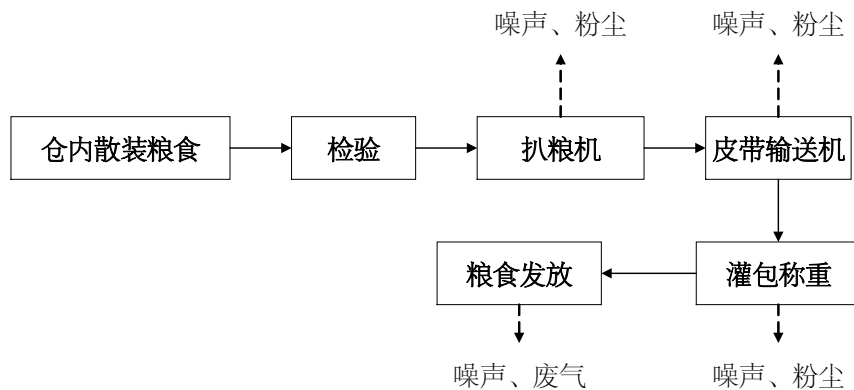 噪声、粉尘
噪声、粉尘
仓内散装粮食
检验
扒粮机
皮带输送机
粮食发放
灌包称重
噪声、废气
噪声、粉尘